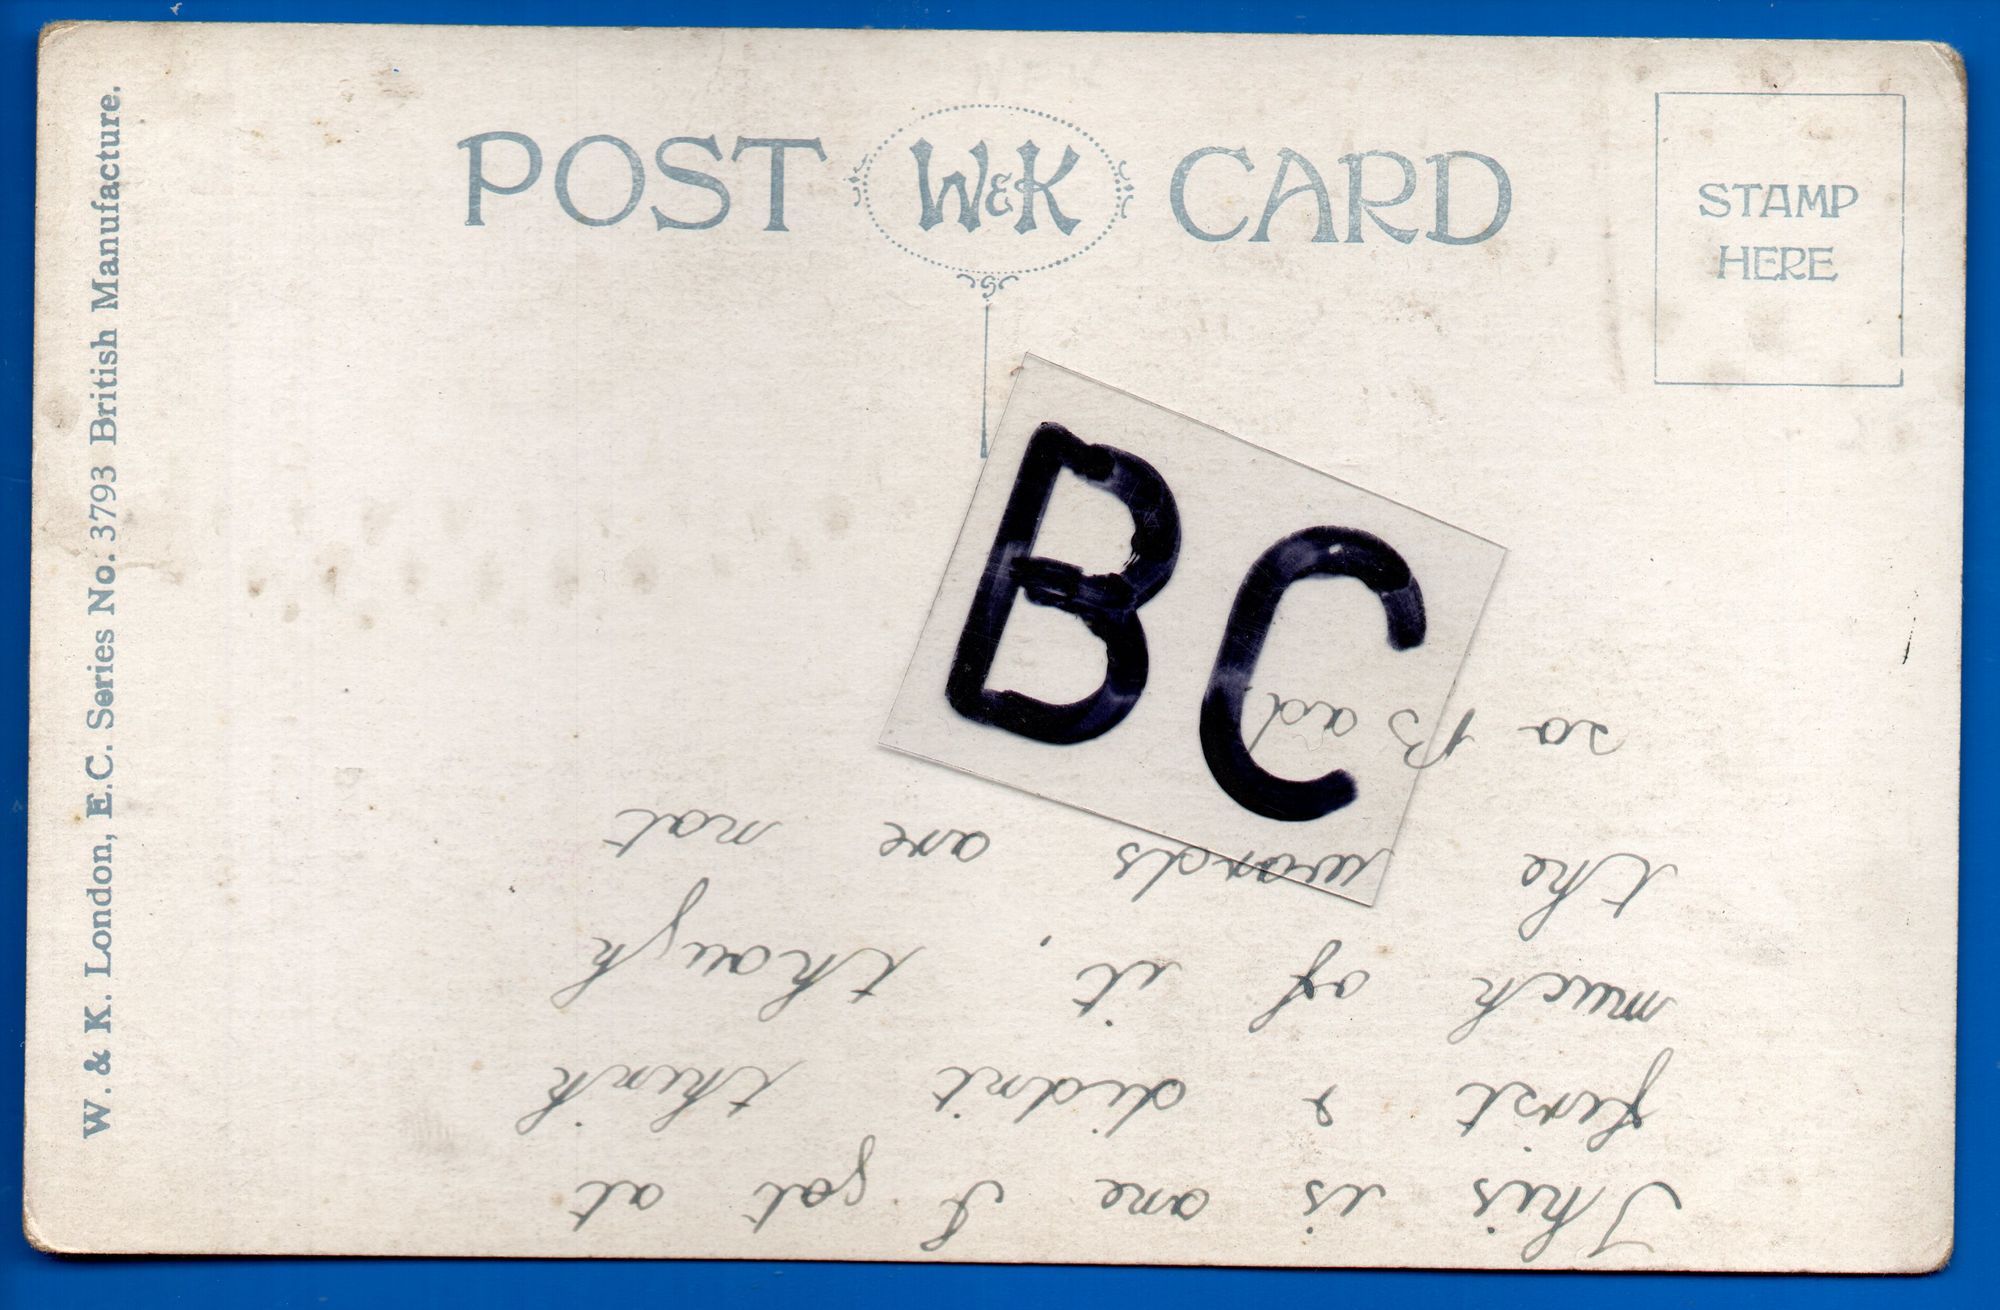 POST W&K CARD
STAMP
HERE
W. & K. London, E.C. Series No. 3793 British Manufacture.
BC
This is one I got at
first & didn't think
much of it, though
the words are not
so Bad.